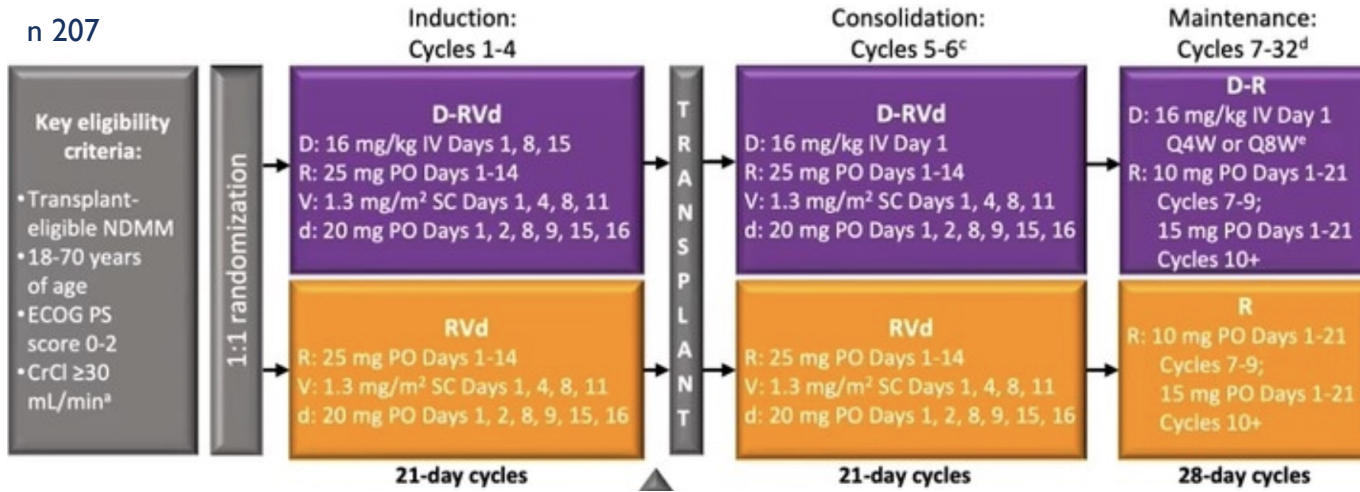 n 207
Induction:
Cycles 1-4
Consolidation:
Cycles 5-6ᶜ
Maintenance:
Cycles 7-32ᵈ
Key eligibility
criteria:
•Transplant-
eligible NDMM
•18-70 years
of age
•ECOG PS
score 0-2
•CrCl ≥30
mL/minᵃ
1:1 randomization
D-RVd
D: 16 mg/kg IV Days 1, 8, 15
R: 25 mg PO Days 1-14
V: 1.3 mg/m² SC Days 1, 4, 8, 11
d: 20 mg PO Days 1, 2, 8, 9, 15, 16
RVd
R: 25 mg PO Days 1-14
V: 1.3 mg/m² SC Days 1, 4, 8, 11
d: 20 mg PO Days 1, 2, 8, 9, 15, 16
21-day cycles
TRANSPLANT
D-RVd
D: 16 mg/kg IV Day 1
R: 25 mg PO Days 1-14
V: 1.3 mg/m² SC Days 1, 4, 8, 11
d: 20 mg PO Days 1, 2, 8, 9, 15, 16
RVd
R: 25 mg PO Days 1-14
V: 1.3 mg/m² SC Days 1, 4, 8, 11
d: 20 mg PO Days 1, 2, 8, 9, 15, 16
21-day cycles
D-R
D: 16 mg/kg IV Day 1
Q4W or Q8Wᵉ
R: 10 mg PO Days 1-21
Cycles 7-9;
15 mg PO Days 1-21
Cycles 10+
R
R: 10 mg PO Days 1-21
Cycles 7-9;
15 mg PO Days 1-21
Cycles 10+
28-day cycles